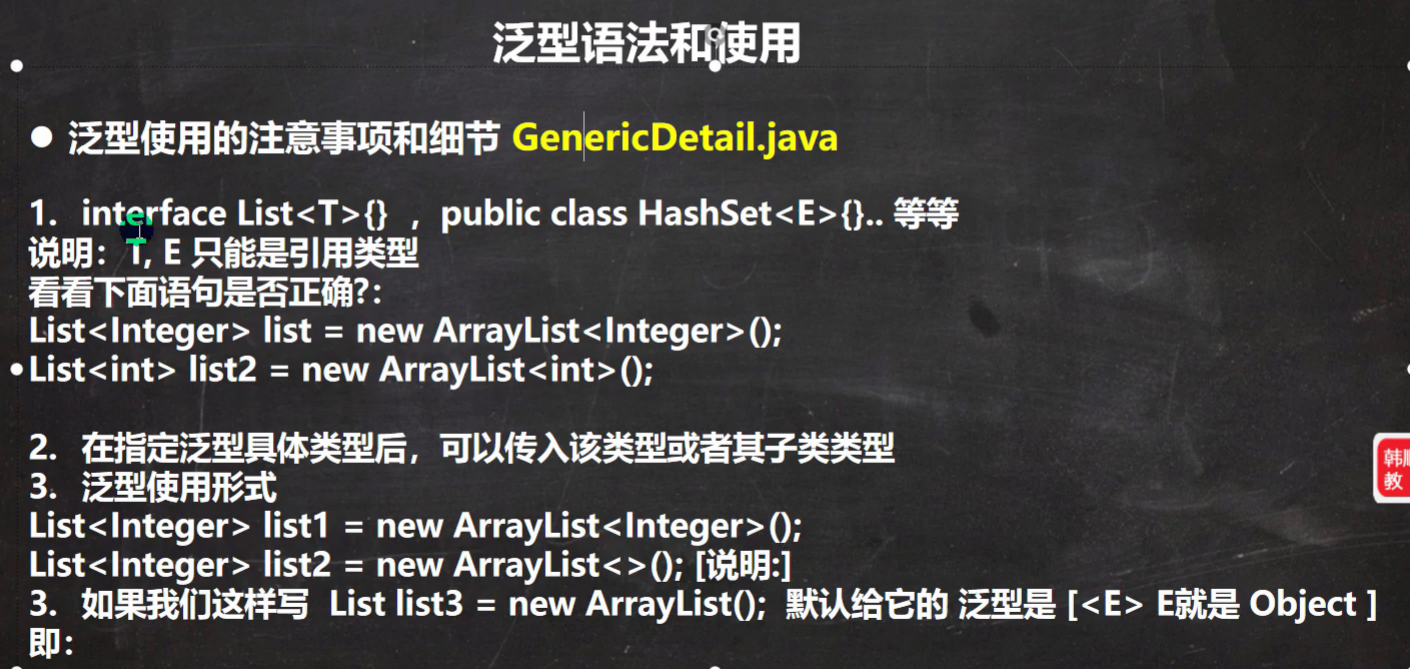 泛型语法和使用
● 泛型使用的注意事项和细节 GenericDetail.java
1. interface List<T>{} , public class HashSet<E>{}.. 等等
说明: T, E 只能是引用类型
看看下面语句是否正确?:
List<Integer> list = new ArrayList<Integer>();
List<int> list2 = new ArrayList<int>();
2. 在指定泛型具体类型后，可以传入该类型或者其子类类型
3. 泛型使用形式
List<Integer> list1 = new ArrayList<Integer>();
List<Integer> list2 = new ArrayList<>(); [说明:]
3. 如果我们这样写 List list3 = new ArrayList(); 默认给它的 泛型是 [<E> E就是 Object ]
即:
韩
教